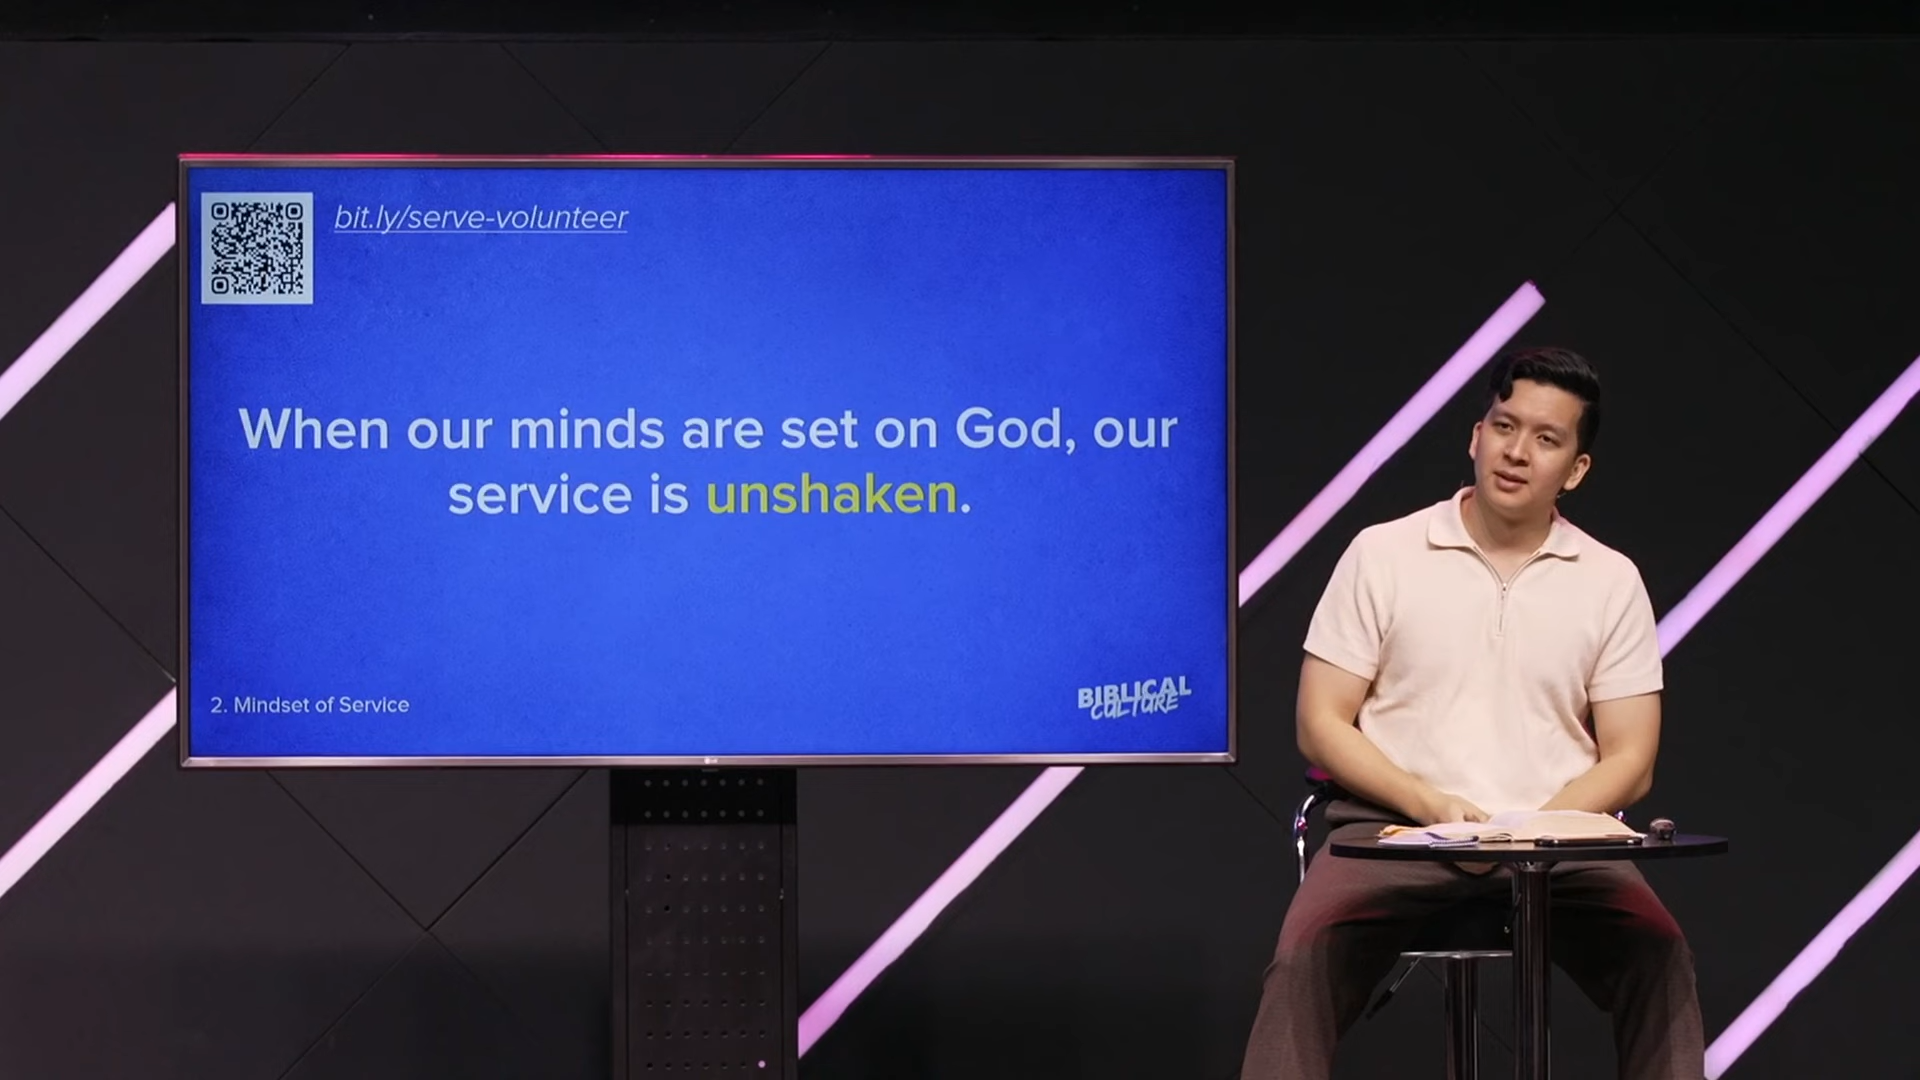 bit.ly/serve-volunteer
When our minds are set on God, our
service is unshaken.
2. Mindset of Service
BIBLICAL
CULTURE
LG